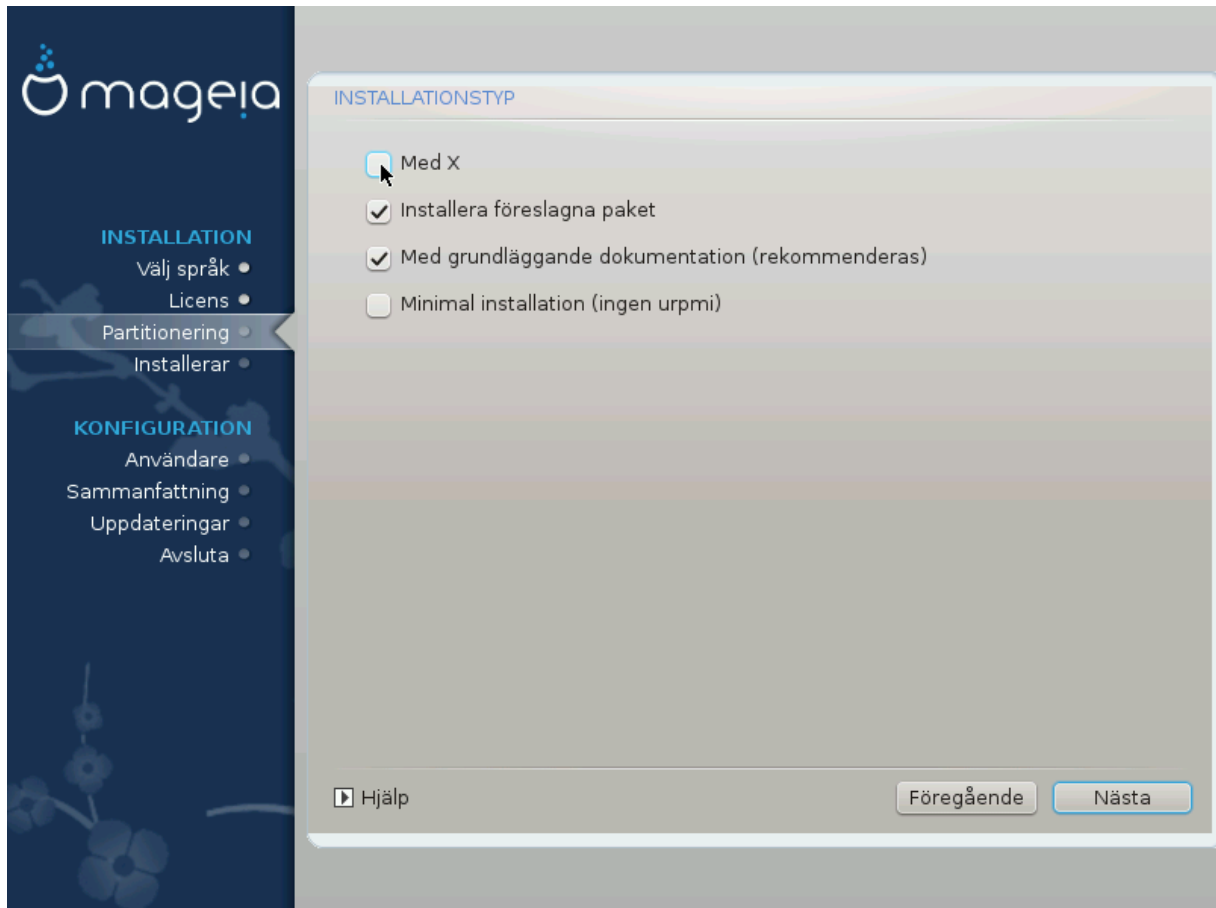 mageia
INSTALLATION
Välj språk
Licens
Partitionering
Installerar
KONFIGURATION
Användare
Sammanfattning
Uppdateringar
Avsluta
INSTALLATIONSTYP
Med X
Installera föreslagna paket
Med grundläggande dokumentation (rekommenderas)
Minimal installation (ingen urpmi)
Hjälp
Föregående
Nästa